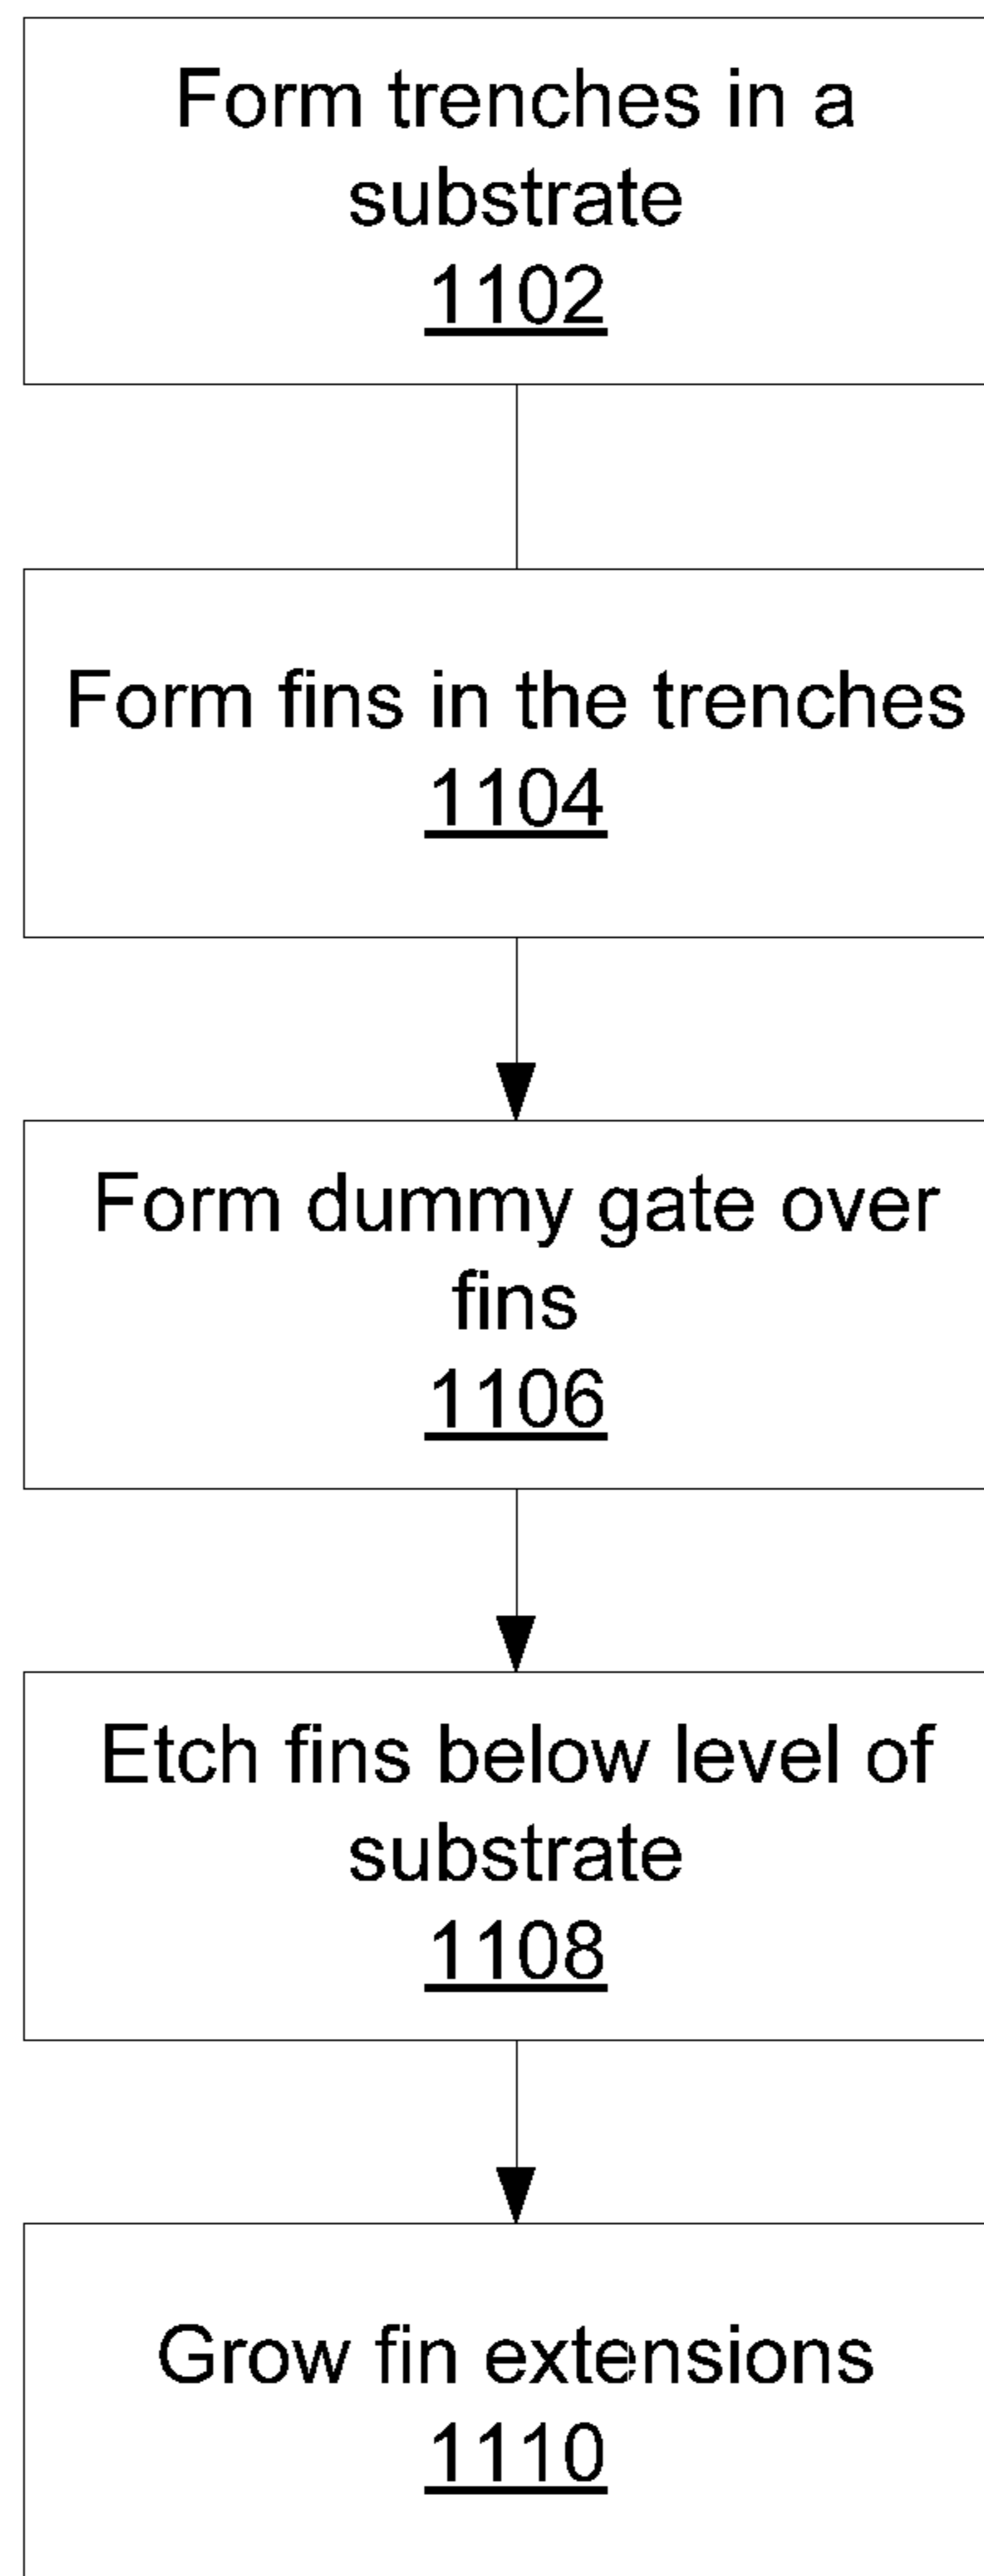 Form trenches in a
substrate
1102
Form fins in the trenches
1104
Form dummy gate over
fins
1106
Etch fins below level of
substrate
1108
Grow fin extensions
1110